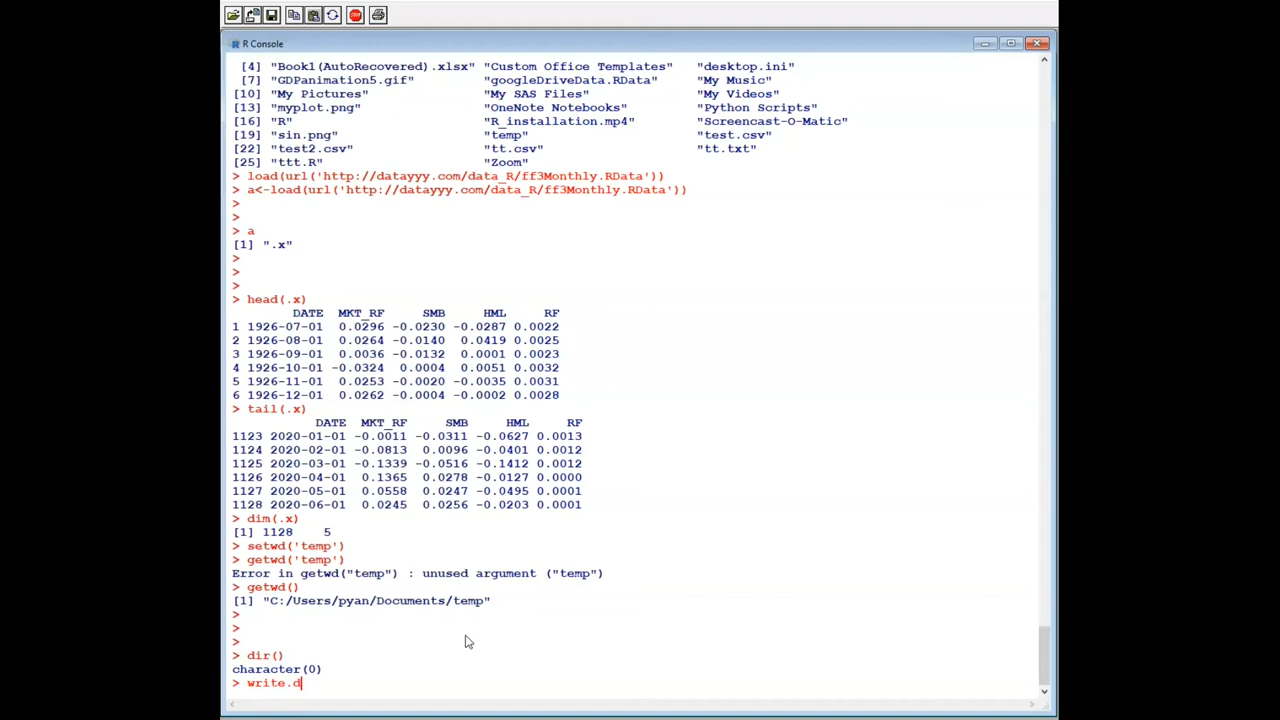 STOP
R Console
[4] "Book1(AutoRecovered).xlsx" "Custom Office Templates" "desktop.ini"
[7] "GDPanimation5.gif" "googleDriveData.RData" "My Music"
[10] "My Pictures" "My SAS Files" "My Videos"
[13] "myplot.png" "OneNote Notebooks" "Python Scripts"
[16] "R" "R_installation.mp4" "Screencast-O-Matic"
[19] "sin.png" "temp" "test.csv"
[22] "test2.csv" "tt.csv" "tt.txt"
[25] "ttt.R" "Zoom"
> load(url('http://datayyy.com/data_R/ff3Monthly.RData'))
> a<-load(url('http://datayyy.com/data_R/ff3Monthly.RData'))
>
>
> a
[1] ".x"
>
>
>
> head(.x)
DATE MKT_RF SMB HML RF
1 1926-07-01 0.0296 -0.0230 -0.0287 0.0022
2 1926-08-01 0.0264 -0.0140 0.0419 0.0025
3 1926-09-01 0.0036 -0.0132 0.0001 0.0023
4 1926-10-01 -0.0324 0.0004 0.0051 0.0032
5 1926-11-01 0.0253 -0.0020 -0.0035 0.0031
6 1926-12-01 0.0262 -0.0004 -0.0002 0.0028
> tail(.x)
DATE MKT_RF SMB HML RF
1123 2020-01-01 -0.0011 -0.0311 -0.0627 0.0013
1124 2020-02-01 -0.0813 0.0096 -0.0401 0.0012
1125 2020-03-01 -0.1339 -0.0516 -0.1412 0.0012
1126 2020-04-01 0.1365 0.0278 -0.0127 0.0000
1127 2020-05-01 0.0558 0.0247 -0.0495 0.0001
1128 2020-06-01 0.0245 0.0256 -0.0203 0.0001
> dim(.x)
[1] 1128 5
> setwd('temp')
> getwd('temp')
Error in getwd("temp") : unused argument ("temp")
> getwd()
[1] "C:/Users/pyan/Documents/temp"
>
>
>
> dir()
character(0)
> write.d